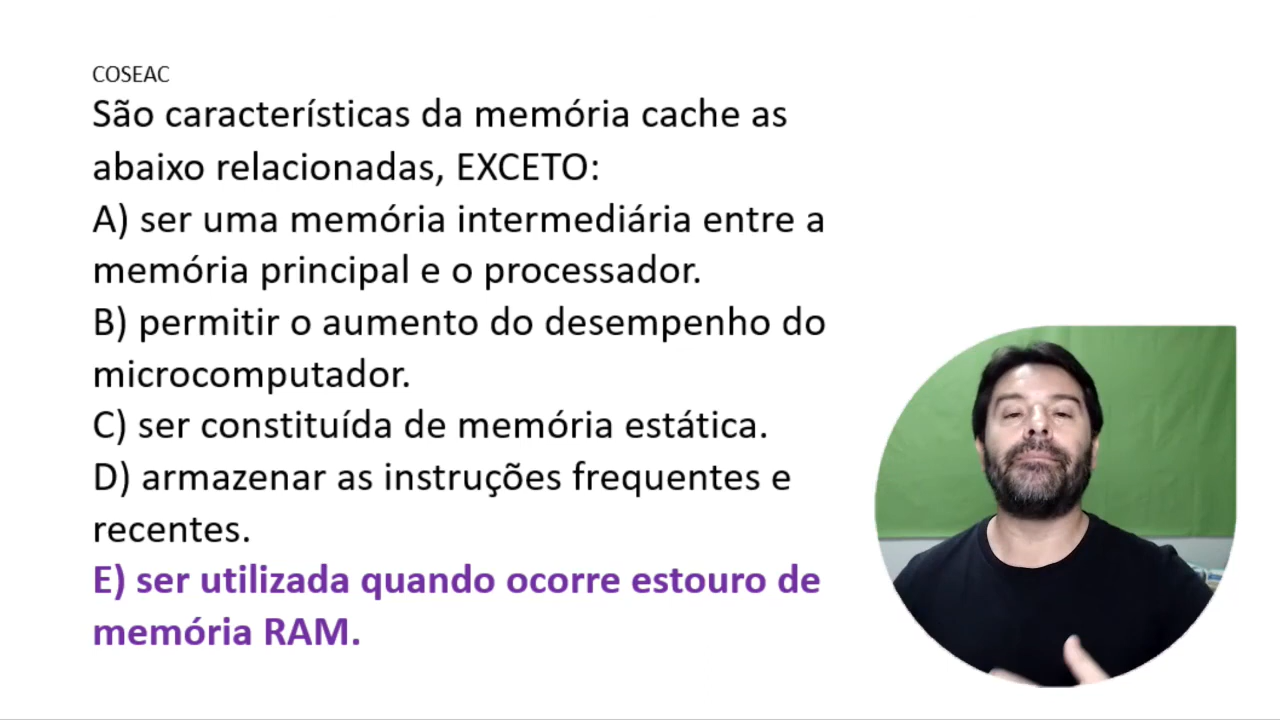 COSEAC
São características da memória cache as
abaixo relacionadas, EXCETO:
A) ser uma memória intermediária entre a
memória principal e o processador.
B) permitir o aumento do desempenho do
microcomputador.
C) ser constituída de memória estática.
D) armazenar as instruções frequentes e
recentes.
E) ser utilizada quando ocorre estouro de
memória RAM.